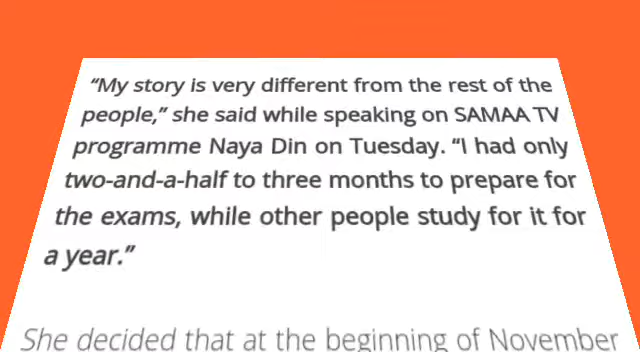 “My story is very different from the rest of the
people,” she said while speaking on SAMAA TV
programme Naya Din on Tuesday. “I had only
two-and-a-half to three months to prepare for
the exams, while other people study for it for
a year.”
She decided that at the beginning of November